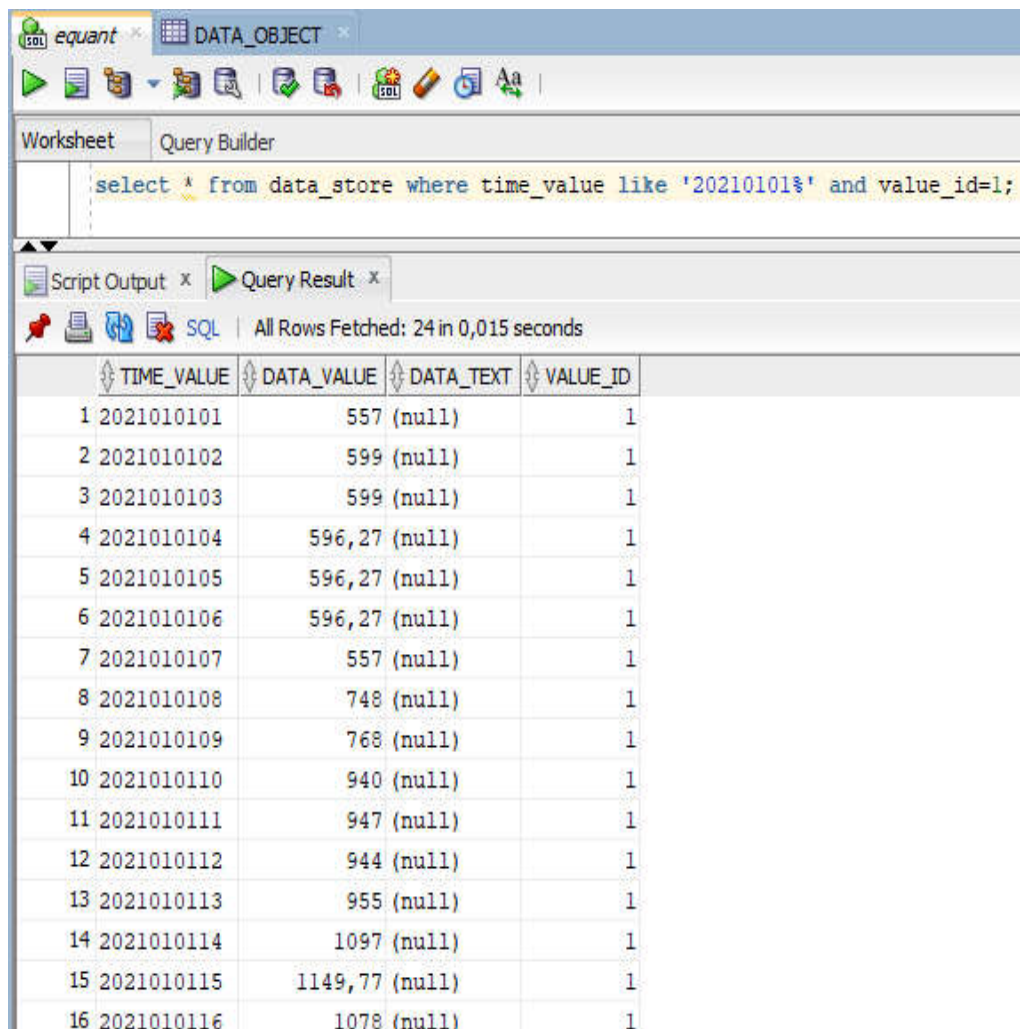 equant DATA_OBJECT
SQL Aa
Worksheet Query Builder
select * from data_store where time_value like '20210101%' and value_id=1;
Script Output x Query Result x
SQL All Rows Fetched: 24 in 0,015 seconds
TIME_VALUE DATA_VALUE DATA_TEXT VALUE_ID
1 2021010101 557 (null) 1
2 2021010102 599 (null) 1
3 2021010103 599 (null) 1
4 2021010104 596,27 (null) 1
5 2021010105 596,27 (null) 1
6 2021010106 596,27 (null) 1
7 2021010107 557 (null) 1
8 2021010108 748 (null) 1
9 2021010109 768 (null) 1
10 2021010110 940 (null) 1
11 2021010111 947 (null) 1
12 2021010112 944 (null) 1
13 2021010113 955 (null) 1
14 2021010114 1097 (null) 1
15 2021010115 1149,77 (null) 1
16 2021010116 1078 (null) 1